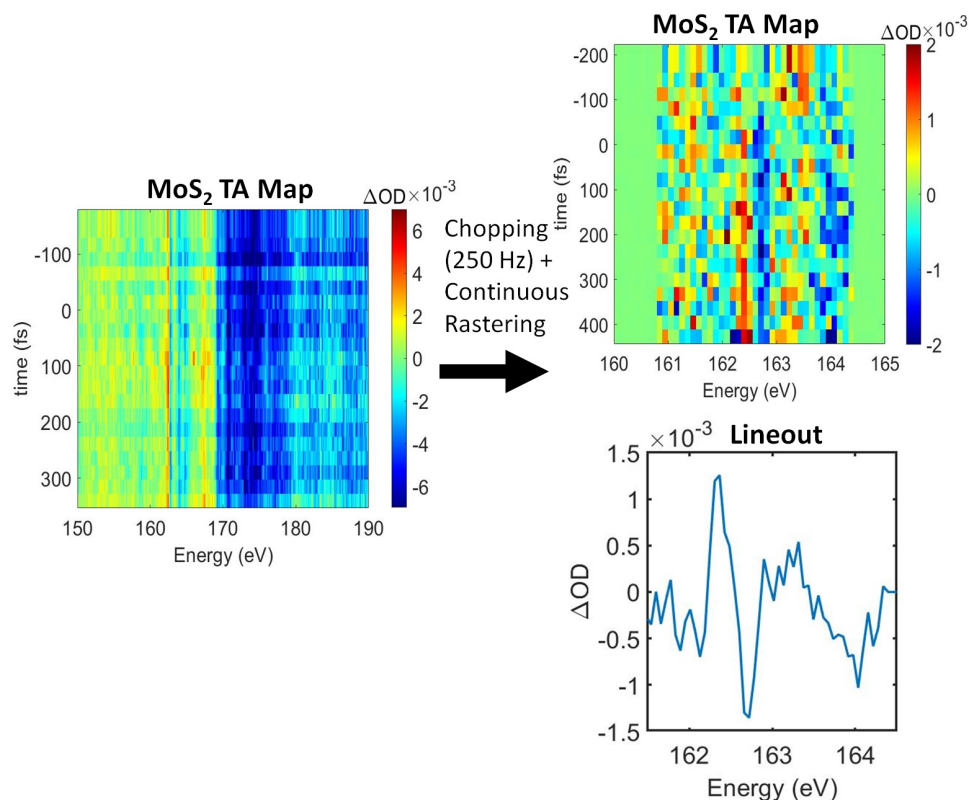 MoS2 TA Map
ΔOD×10-3
-100
0
100
200
300
time (fs)
150 160 170 180 190
Energy (eV)
6
4
2
0
-2
-4
-6
Chopping
(250 Hz) +
Continuous
Rastering
MoS2 TA Map
ΔOD×10-3
-200
-100
0
100
200
300
400
time (fs)
160 161 162 163 164 165
Energy (eV)
2
1
0
-1
-2
×10-3 Lineout
1.5
1
0.5
0
-0.5
-1
-1.5
ΔOD
162 163 164
Energy (eV)